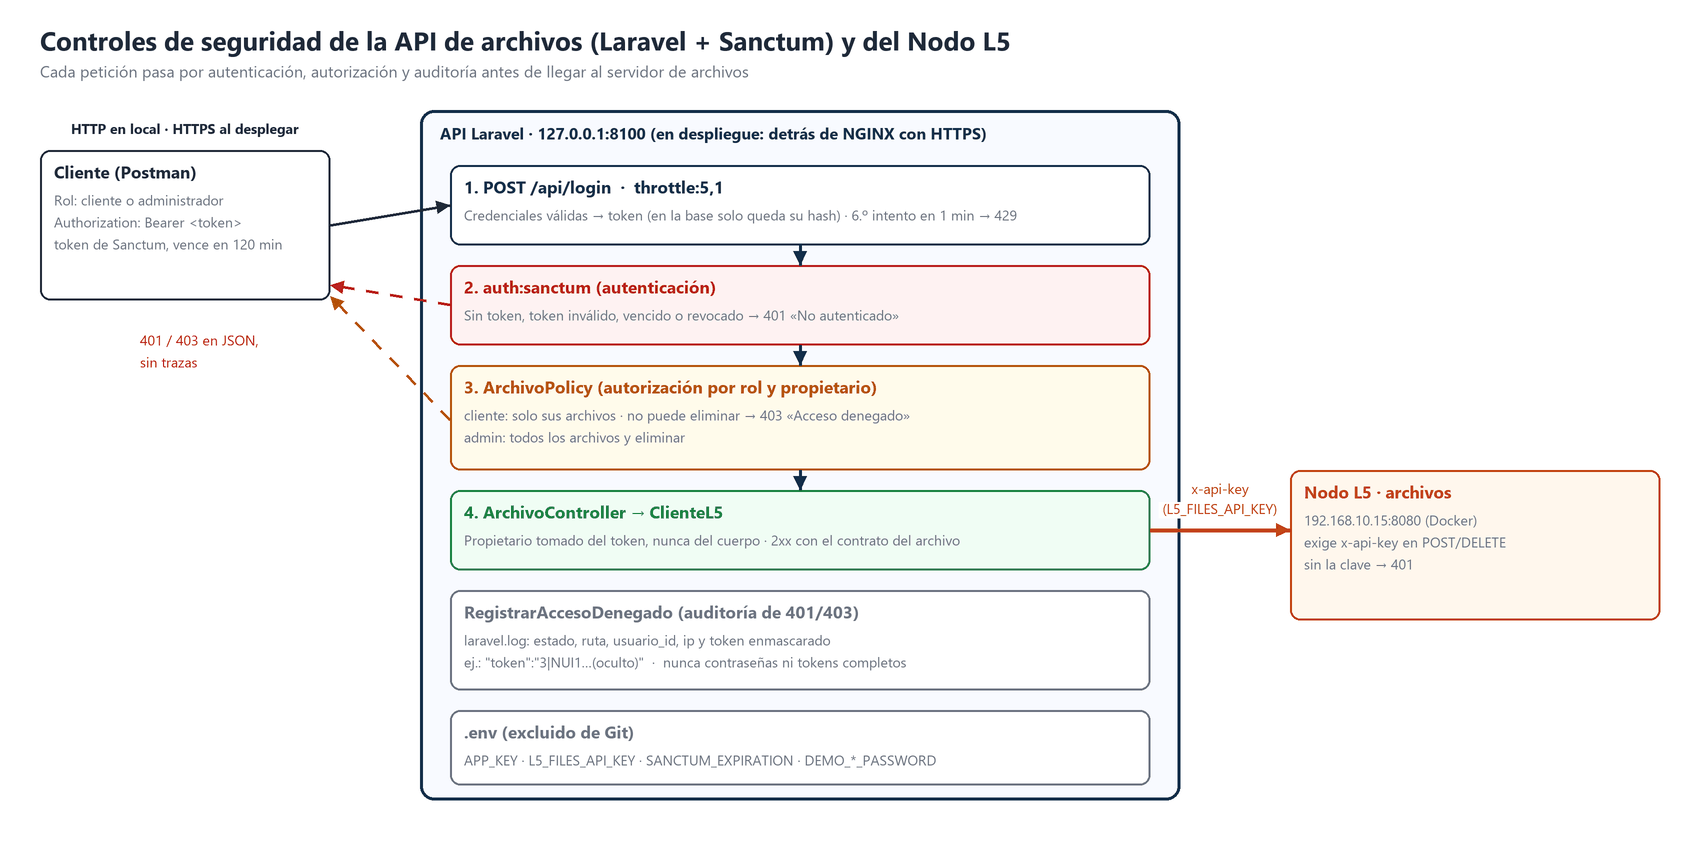 Controles de seguridad de la API de archivos (Laravel + Sanctum) y del Nodo L5
Cada petición pasa por autenticación, autorización y auditoría antes de llegar al servidor de archivos
HTTP en local · HTTPS al desplegar
Cliente (Postman)
Rol: cliente o administrador
Authorization: Bearer <token>
token de Sanctum, vence en 120 min
401 / 403 en JSON,
sin trazas
API Laravel · 127.0.0.1:8100 (en despliegue: detrás de NGINX con HTTPS)
1. POST /api/login · throttle:5,1
Credenciales válidas → token (en la base solo queda su hash) · 6.º intento en 1 min → 429
2. auth:sanctum (autenticación)
Sin token, token inválido, vencido o revocado → 401 «No autenticado»
3. ArchivoPolicy (autorización por rol y propietario)
cliente: solo sus archivos · no puede eliminar → 403 «Acceso denegado»
admin: todos los archivos y eliminar
4. ArchivoController → ClienteL5
Propietario tomado del token, nunca del cuerpo · 2xx con el contrato del archivo
x-api-key
(L5_FILES_API_KEY)
Nodo L5 · archivos
192.168.10.15:8080 (Docker)
exige x-api-key en POST/DELETE
sin la clave → 401
RegistrarAccesoDenegado (auditoría de 401/403)
laravel.log: estado, ruta, usuario_id, ip y token enmascarado
ej.: "token":"3|NUI1...(oculto)" · nunca contraseñas ni tokens completos
.env (excluido de Git)
APP_KEY · L5_FILES_API_KEY · SANCTUM_EXPIRATION · DEMO_*_PASSWORD